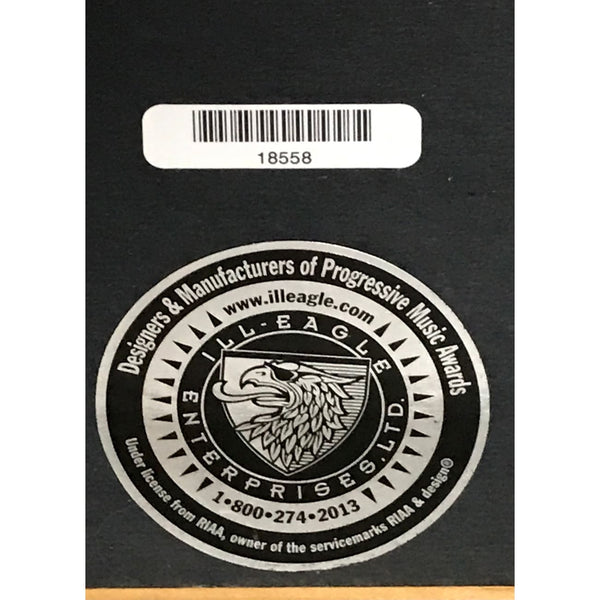 18558
Designers & Manufacturers of Progressive Music Awards
www.illeagle.com
ILL-EAGLE
ENTERPRISES, LTD.
1•800•274•2013
Under license from RIAA, owner of the servicemarks RIAA & design®